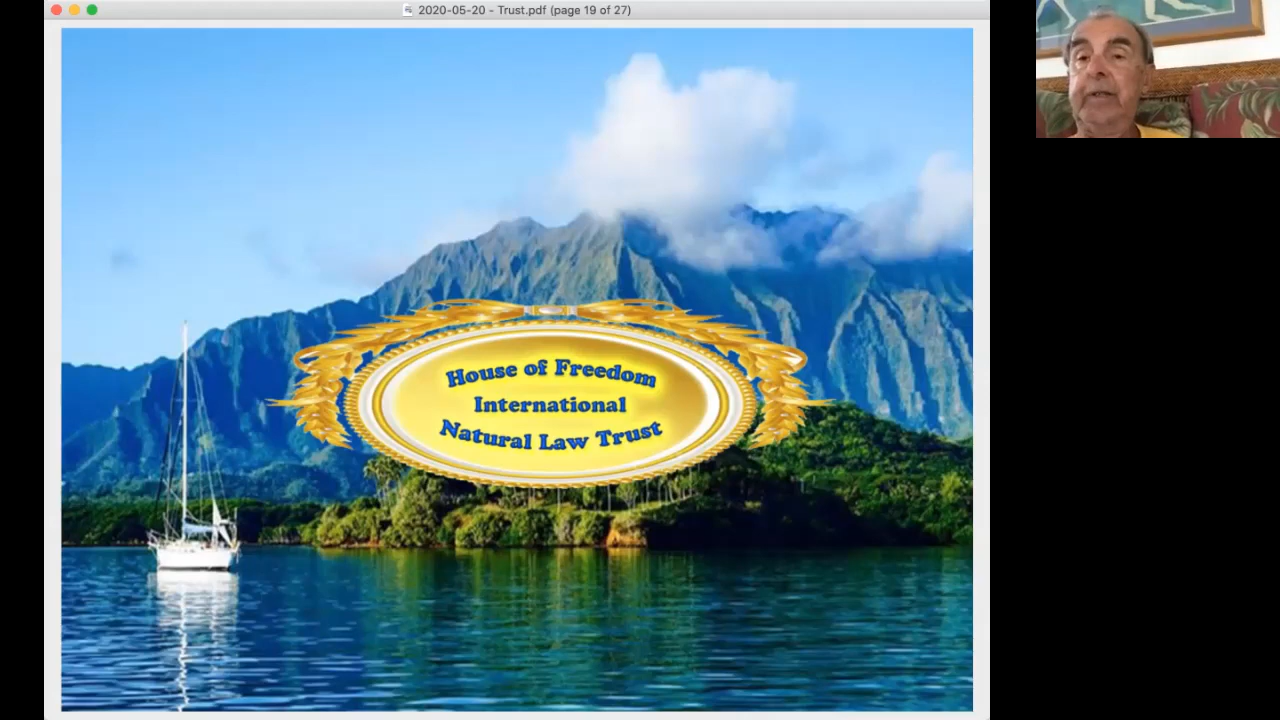 2020-05-20 - Trust.pdf (page 19 of 27)
House of Freedom
International
Natural Law Trust